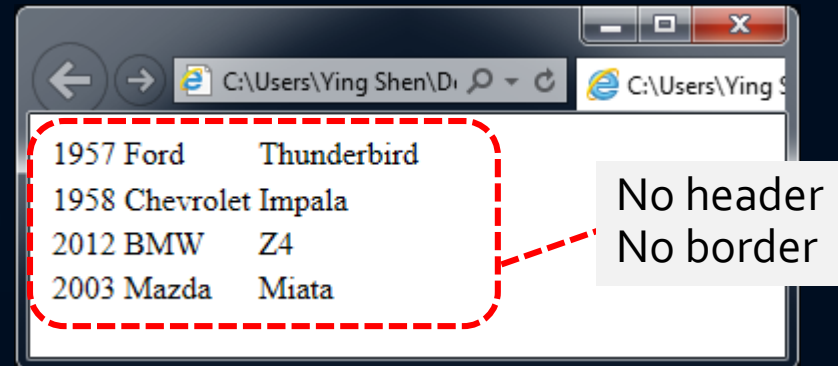 C:\Users\Ying Shen\D
C:\Users\Ying S
1957 Ford Thunderbird
1958 Chevrolet Impala
2012 BMW Z4
2003 Mazda Miata
No header
No border